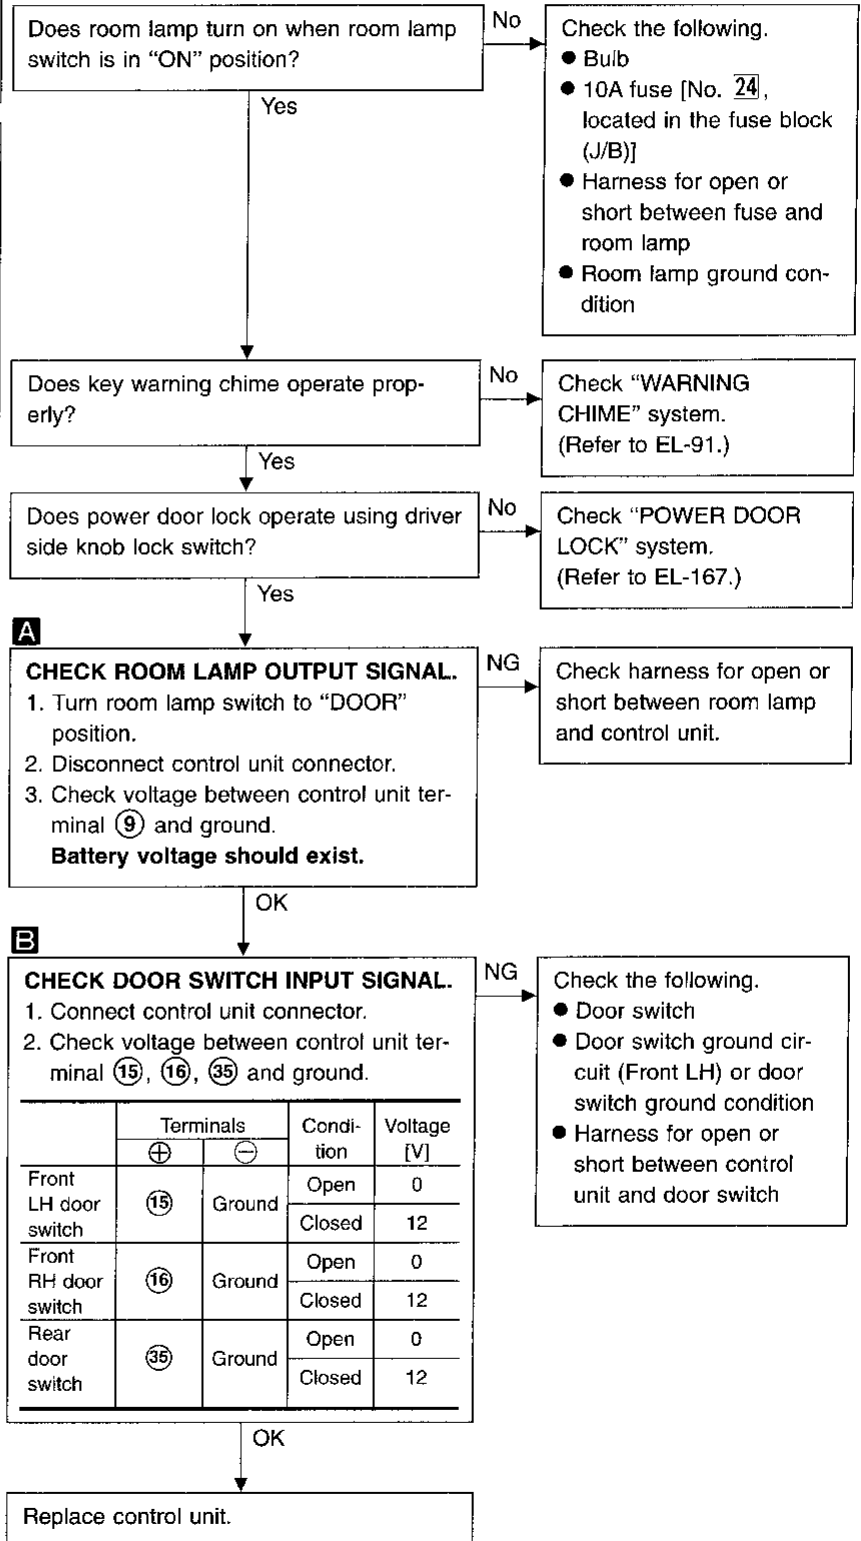 Does room lamp turn on when room lamp
switch is in “ON” position?
No
Check the following.
● Bulb
● 10A fuse [No. 24,
located in the fuse block
(J/B)]
● Harness for open or
short between fuse and
room lamp
● Room lamp ground con-
dition
Yes
Does key warning chime operate prop-
erly?
No
Check “WARNING
CHIME” system.
(Refer to EL-91.)
Yes
Does power door lock operate using driver
side knob lock switch?
No
Check “POWER DOOR
LOCK” system.
(Refer to EL-167.)
Yes
A
CHECK ROOM LAMP OUTPUT SIGNAL.
1. Turn room lamp switch to “DOOR”
position.
2. Disconnect control unit connector.
3. Check voltage between control unit ter-
minal ⑨ and ground.
Battery voltage should exist.
NG
Check harness for open or
short between room lamp
and control unit.
OK
B
CHECK DOOR SWITCH INPUT SIGNAL.
1. Connect control unit connector.
2. Check voltage between control unit ter-
minal ⑮, ⑯, ㉟ and ground.
Terminals Condi- Voltage
⊕ ⊖ tion [V]
Front
LH door
switch
⑮ Ground
Open 0
Closed 12
Front
RH door
switch
⑯ Ground
Open 0
Closed 12
Rear
door
switch
㉟ Ground
Open 0
Closed 12
NG
Check the following.
● Door switch
● Door switch ground cir-
cuit (Front LH) or door
switch ground condition
● Harness for open or
short between control
unit and door switch
OK
Replace control unit.